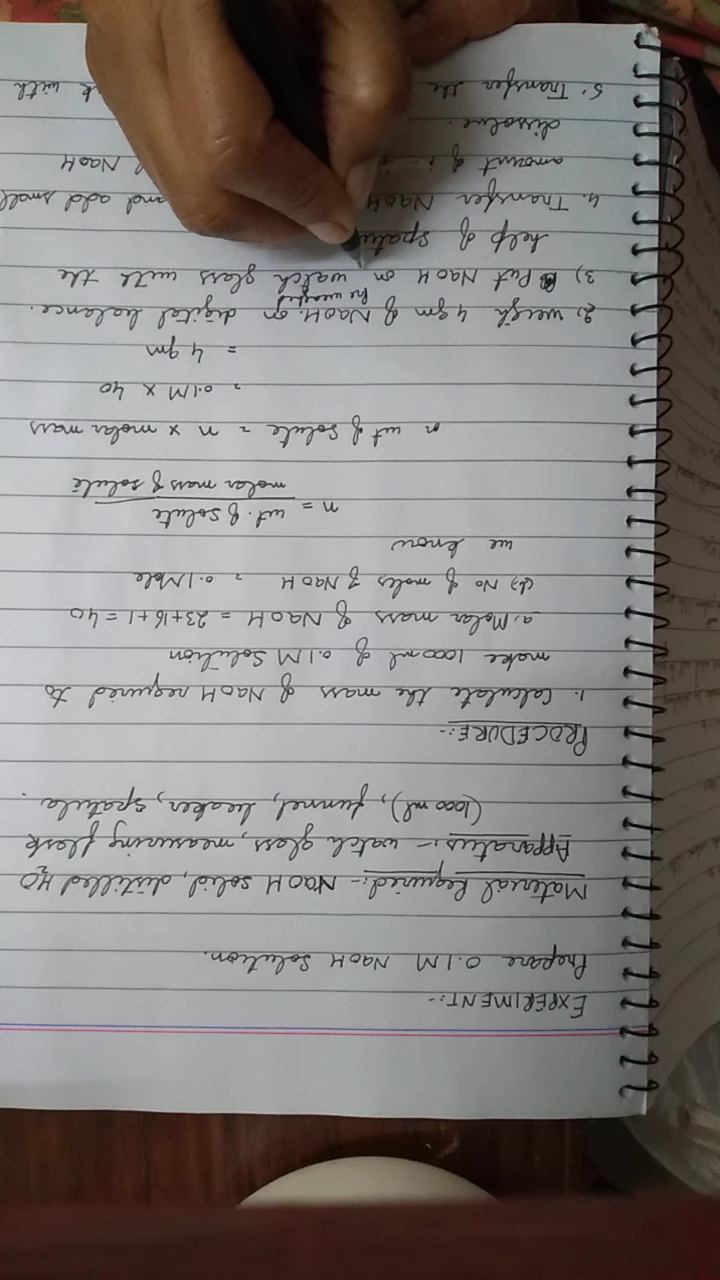 EXPERIMENT:-
Prepare 0.1M NaOH Solution.
Material Required:- NaOH solid, distilled H2O
Apparatus:- watch glass, measuring flask
(1000 ml), funnel, beaker, spatula.
PROCEDURE:-
1. Calculate the mass of NaOH required to
make 1000 ml of 0.1M Solution
a, Molar mass of NaOH = 23+16+1=40
(b) No of moles of NaOH = 0.1 Mole
we know
n = wt. of solute
molar mass of solute
wt of solute = n x molar mass
= 0.1M x 40
= 4 gm
2, weigh 4 gm of NaOH on digital balance.
3) Put NaOH on watch glass with the
help of
4. Transfer NaOH and add small
amount of NaOH
dissolve.
5. Transfer the with